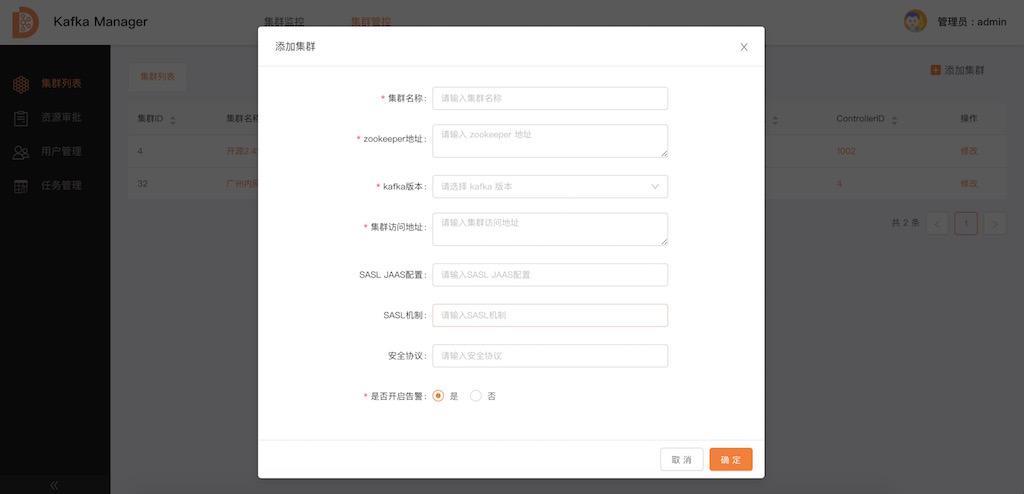 Kafka Manager
集群监控
集群管控
管理员：admin
添加集群
集群列表
资源审批
用户管理
任务管理
集群列表
添加集群
集群ID
集群名称
ControllerID
操作
4
开源2.4
1002
修改
32
4
修改
共 2 条
<
1
>
* 集群名称：
请输入集群名称
* zookeeper地址：
请输入 zookeeper 地址
* kafka版本：
请选择 kafka 版本
* 集群访问地址：
请输入集群访问地址
SASL JAAS配置：
请输入SASL JAAS配置
SASL机制：
请输入SASL机制
安全协议：
请输入安全协议
* 是否开启告警：
是
否
取 消
确 定